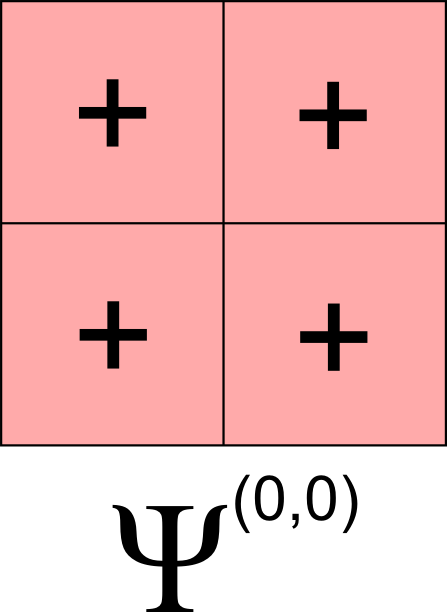 + +
+ +
Ψ(0,0)